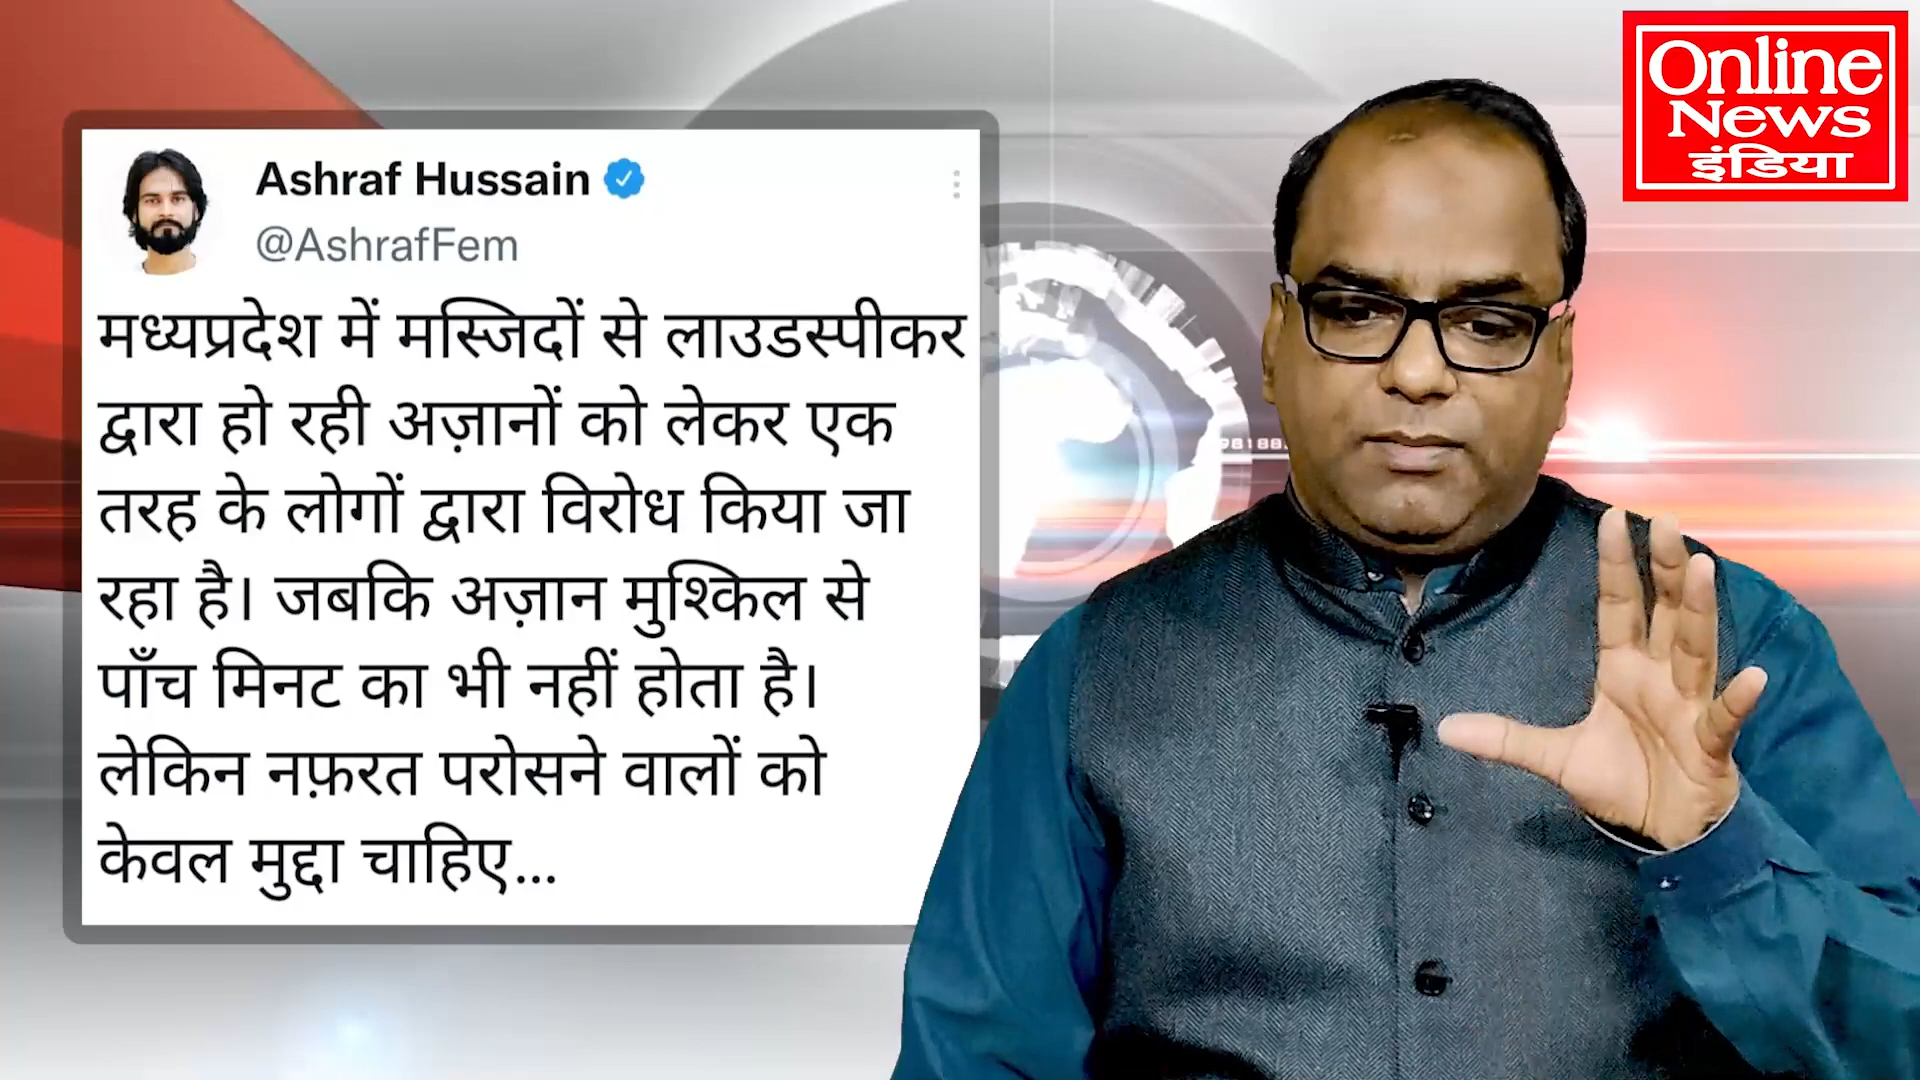 Online
News
इंडिया
Ashraf Hussain
@AshrafFem
मध्यप्रदेश में मस्जिदों से लाउडस्पीकर
द्वारा हो रही अज़ानों को लेकर एक
तरह के लोगों द्वारा विरोध किया जा
रहा है। जबकि अज़ान मुश्किल से
पाँच मिनट का भी नहीं होता है।
लेकिन नफ़रत परोसने वालों को
केवल मुद्दा चाहिए...